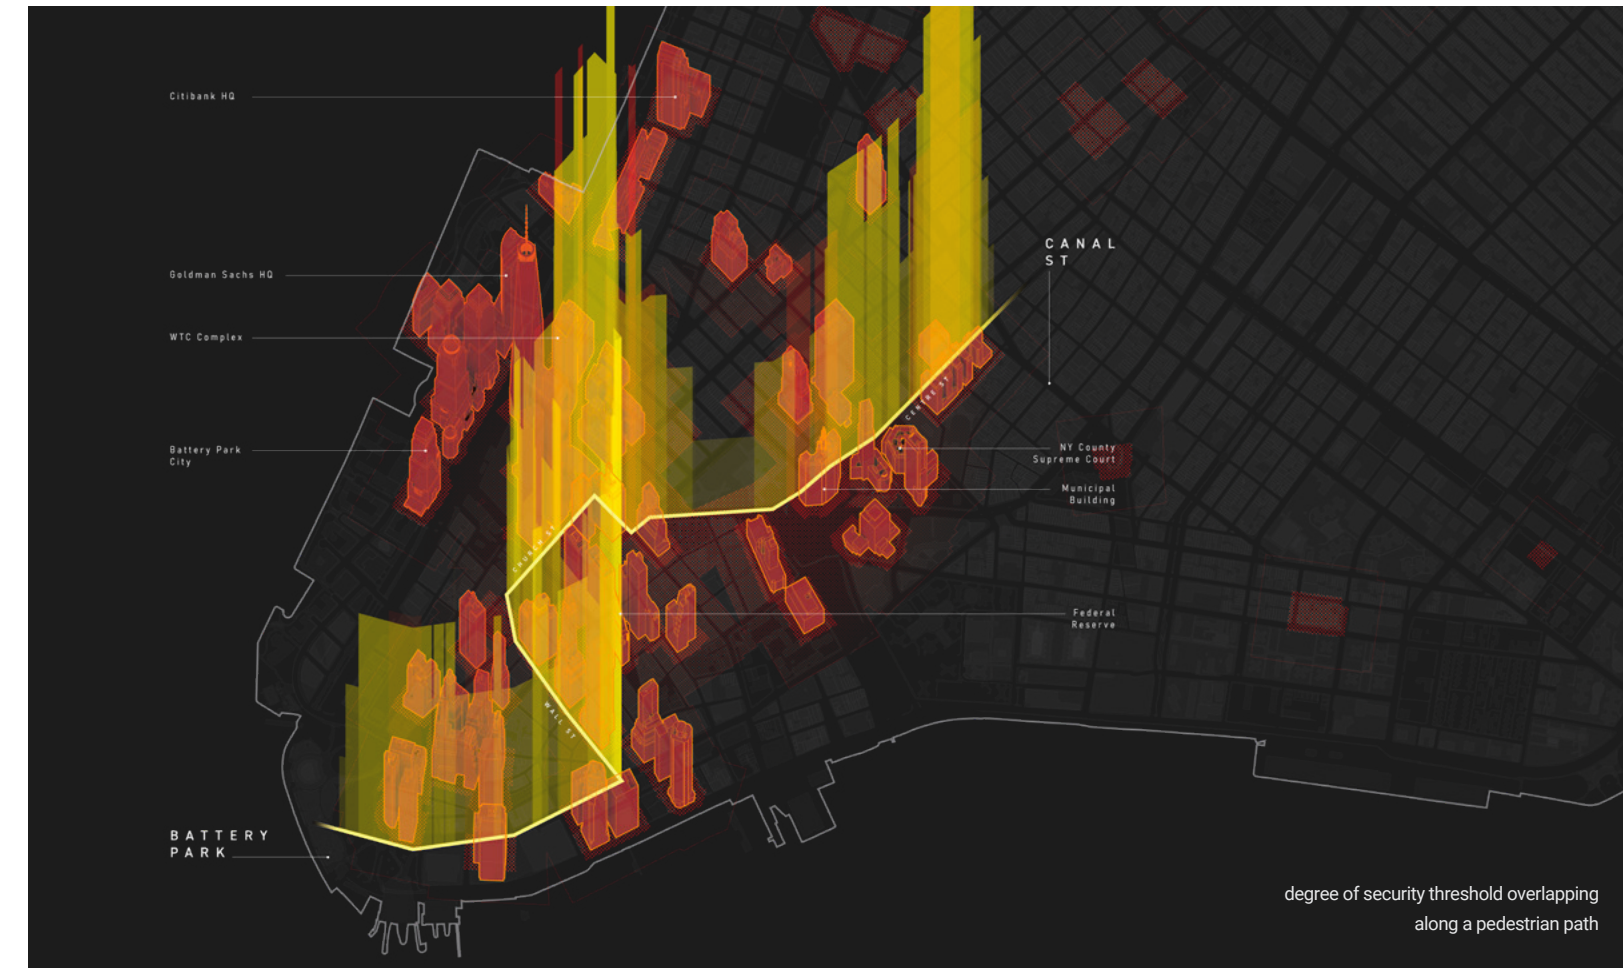 Citibank HQ
CANAL
ST
Goldman Sachs HQ
WTC Complex
CENTRE ST
Battery Park
City
NY County
Supreme Court
Municipal
Building
CHURCH ST
Federal
Reserve
WALL ST
BATTERY
PARK
degree of security threshold overlapping
along a pedestrian path